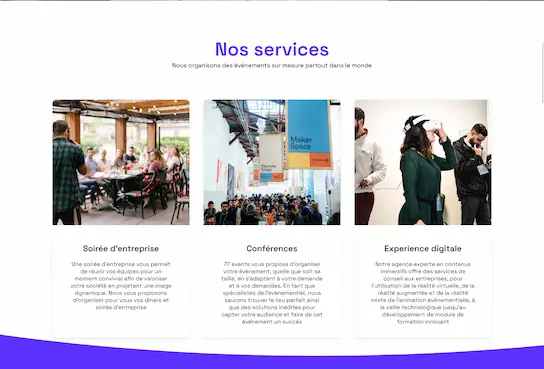 Nos services
Nous organisons des événements sur mesure partout dans le monde
Maker
Space
Keynote
Stage
Soirée d'entreprise
Conférences
Experience digitale
Une soirée d'entreprise vous permet
de réunir vos équipes pour un
moment convivial afin de valoriser
votre société en projetant une image
dynamique. Nous vous proposons
d'organiser pour vous vos dîners et
soirée d'entreprise
77 events vous propose d'organiser
votre événement, quelle que soit sa
taille, en s'adaptant à votre demande
et à vos demandes. En tant que
spécialistes de l'événementiel, nous
saurons trouver le lieu parfait ainsi
que des solutions inédites pour
capter votre audience et faire de cet
événement un succès
Notre agence experte en contenus
immersifs offre des services de
conseil aux entreprises, pour
l'utilisation de la réalité virtuelle, de la
réalité augmentée et de la réalité
mixte de l'animation événementielle, à
la veille technologique jusqu'au
développement de module de
formation innovant